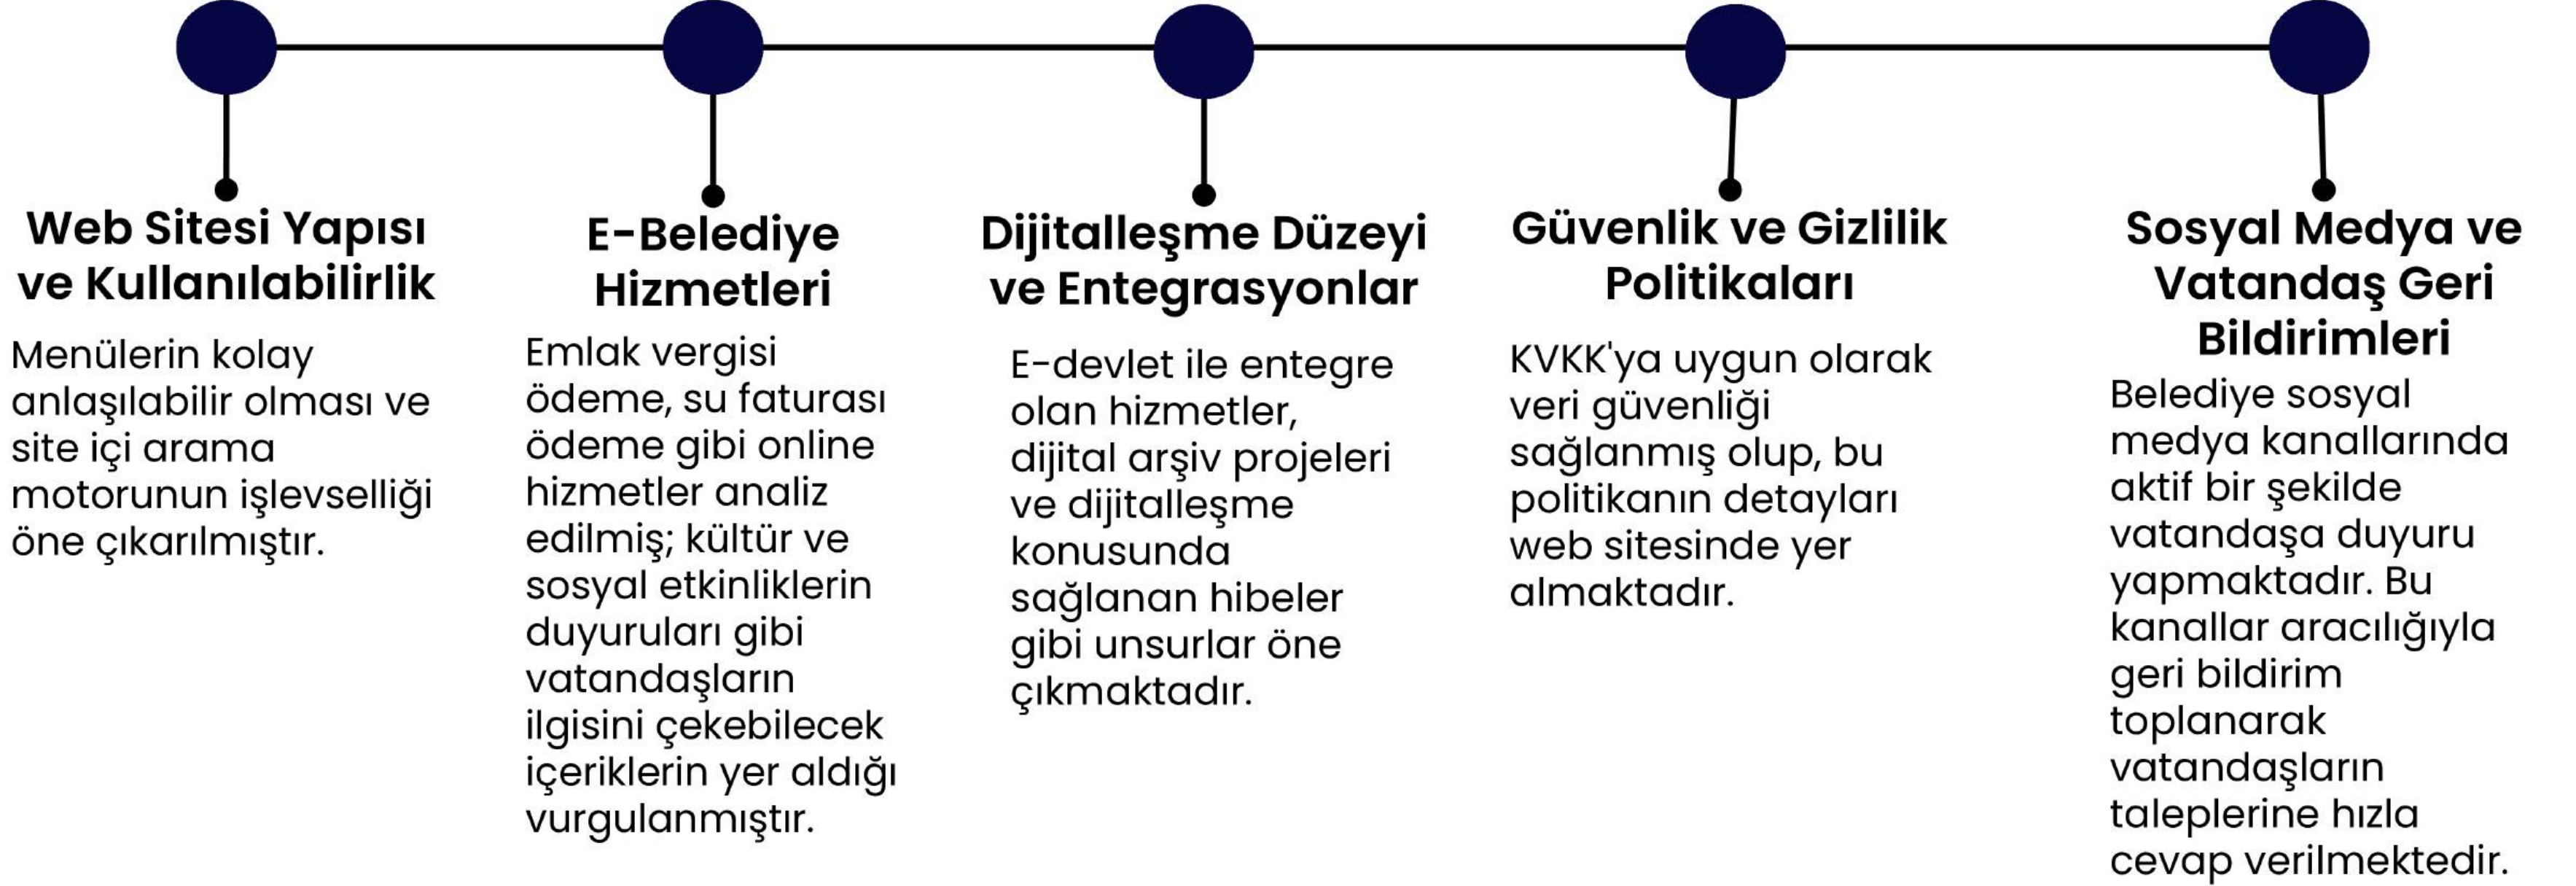 Web Sitesi Yapısı
ve Kullanılabilirlik
Menülerin kolay
anlaşılabilir olması ve
site içi arama
motorunun işlevselliği
öne çıkarılmıştır.
E-Belediye
Hizmetleri
Emlak vergisi
ödeme, su faturası
ödeme gibi online
hizmetler analiz
edilmiş; kültür ve
sosyal etkinliklerin
duyuruları gibi
vatandaşların
ilgisini çekebilecek
içeriklerin yer aldığı
vurgulanmıştır.
Dijitalleşme Düzeyi
ve Entegrasyonlar
E-devlet ile entegre
olan hizmetler,
dijital arşiv projeleri
ve dijitalleşme
konusunda
sağlanan hibeler
gibi unsurlar öne
çıkmaktadır.
Güvenlik ve Gizlilik
Politikaları
KVKK'ya uygun olarak
veri güvenliği
sağlanmış olup, bu
politikanın detayları
web sitesinde yer
almaktadır.
Sosyal Medya ve
Vatandaş Geri
Bildirimleri
Belediye sosyal
medya kanallarında
aktif bir şekilde
vatandaşa duyuru
yapmaktadır. Bu
kanallar aracılığıyla
geri bildirim
toplanarak
vatandaşların
taleplerine hızla
cevap verilmektedir.